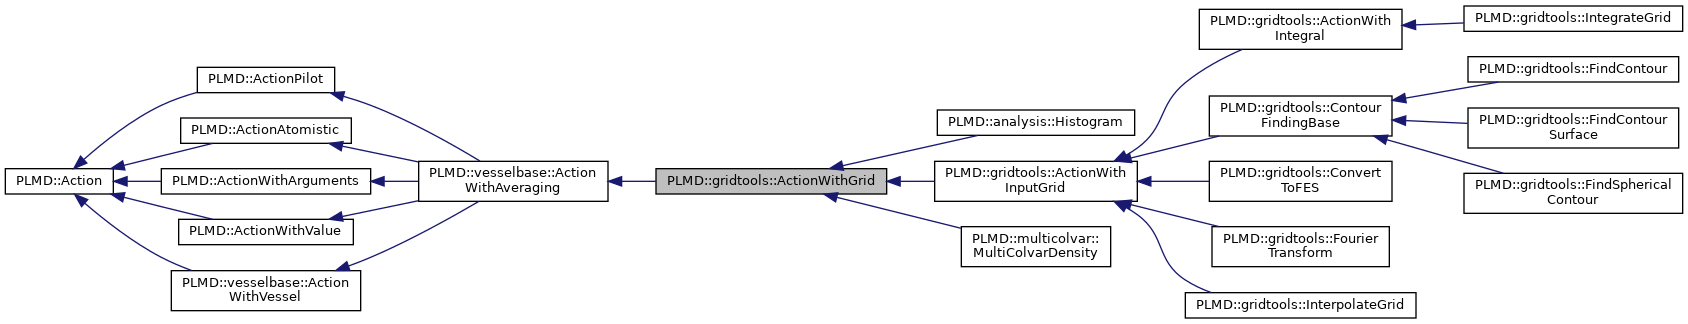 PLMD::Action
PLMD::ActionPilot
PLMD::ActionAtomistic
PLMD::ActionWithArguments
PLMD::ActionWithValue
PLMD::vesselbase::Action
WithVessel
PLMD::vesselbase::Action
WithAveraging
PLMD::gridtools::ActionWithGrid
PLMD::analysis::Histogram
PLMD::gridtools::ActionWith
InputGrid
PLMD::multicolvar::
MultiColvarDensity
PLMD::gridtools::ActionWith
Integral
PLMD::gridtools::Contour
FindingBase
PLMD::gridtools::Convert
ToFES
PLMD::gridtools::Fourier
Transform
PLMD::gridtools::InterpolateGrid
PLMD::gridtools::IntegrateGrid
PLMD::gridtools::FindContour
PLMD::gridtools::FindContour
Surface
PLMD::gridtools::FindSpherical
Contour